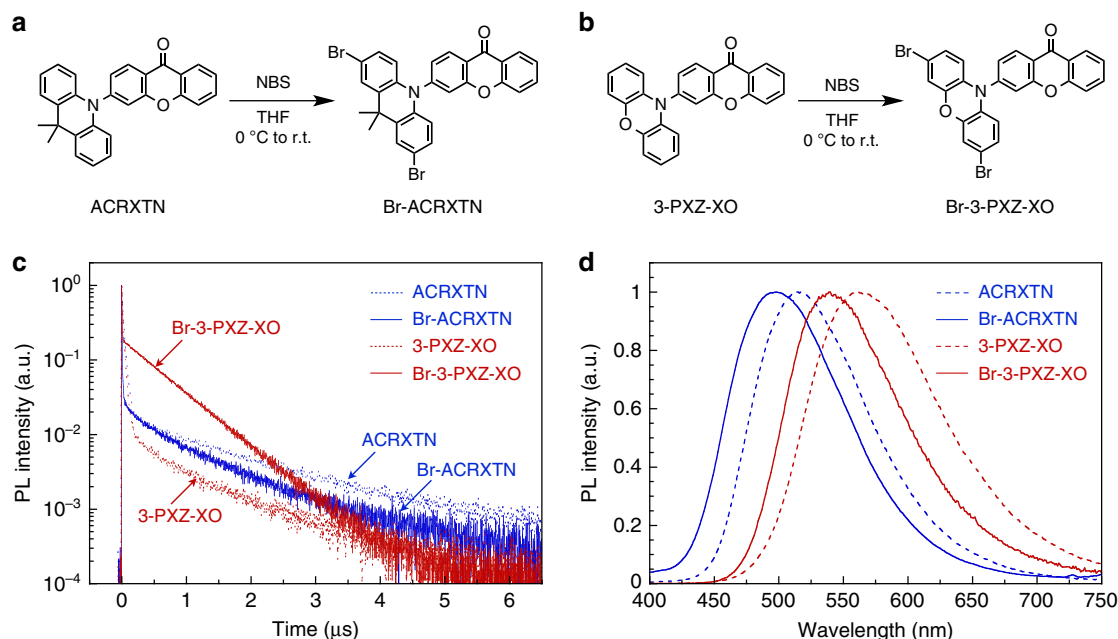 a
Br
O
O
N
NBS
THF
0 °C to r.t.
O
O
N
Br
ACRXTN
Br-ACRXTN
b
O
O
N
O
NBS
THF
0 °C to r.t.
Br
O
O
N
O
Br
3-PXZ-XO
Br-3-PXZ-XO
c
PL intensity (a.u.)
10⁰
10⁻¹
10⁻²
10⁻³
10⁻⁴
0 1 2 3 4 5 6
Time (μs)
Br-3-PXZ-XO
ACRXTN
Br-ACRXTN
3-PXZ-XO
Br-3-PXZ-XO
ACRXTN
Br-ACRXTN
3-PXZ-XO
d
PL intensity (a.u.)
1
0.8
0.6
0.4
0.2
0
400 450 500 550 600 650 700 750
Wavelength (nm)
ACRXTN
Br-ACRXTN
3-PXZ-XO
Br-3-PXZ-XO